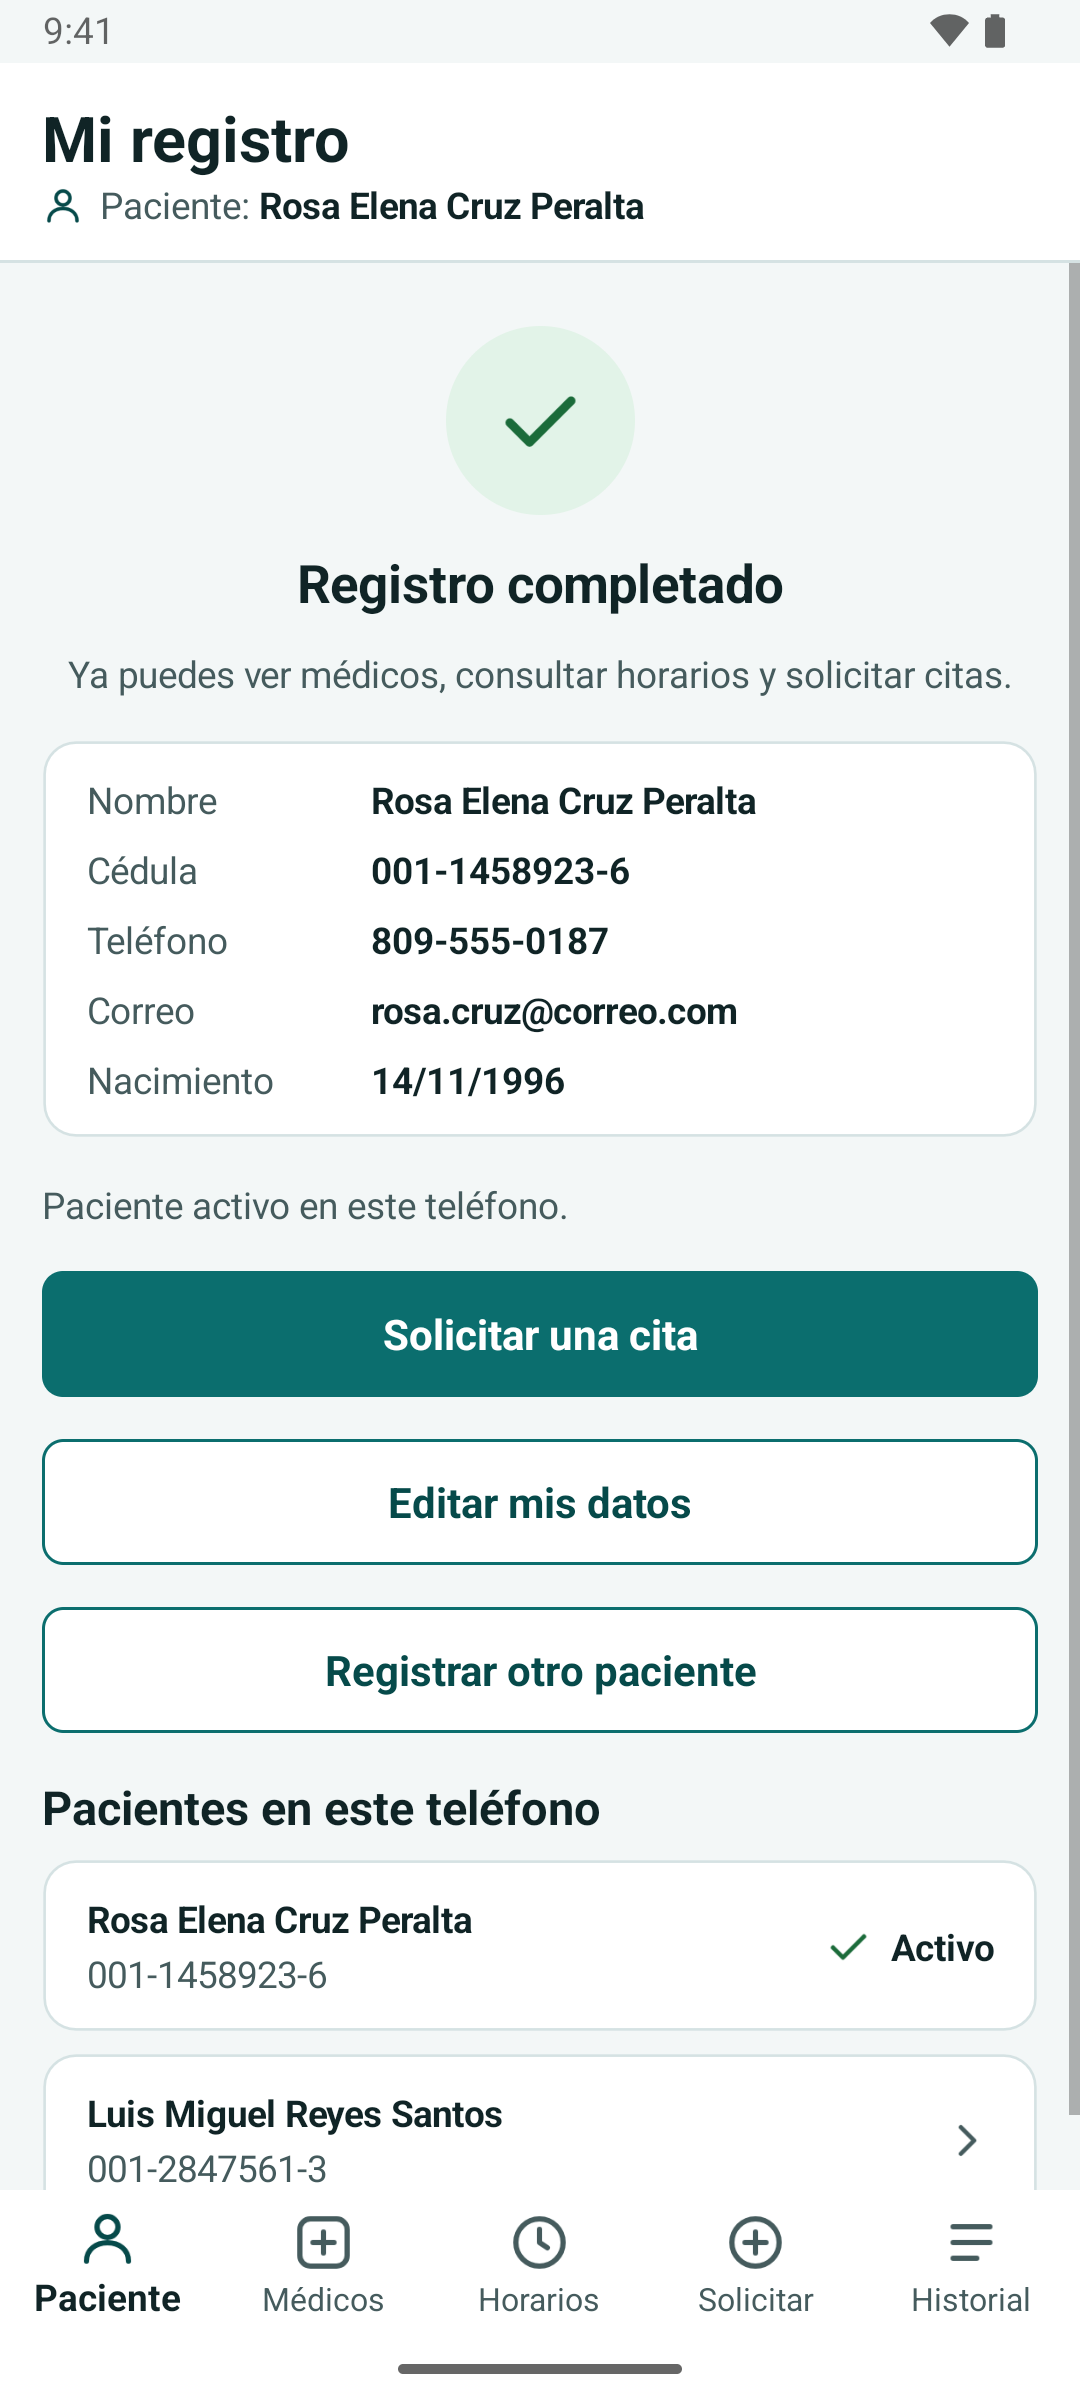 9:41
Mi registro
Paciente: Rosa Elena Cruz Peralta
Registro completado
Ya puedes ver médicos, consultar horarios y solicitar citas.
Nombre Rosa Elena Cruz Peralta
Cédula 001-1458923-6
Teléfono 809-555-0187
Correo rosa.cruz@correo.com
Nacimiento 14/11/1996
Paciente activo en este teléfono.
Solicitar una cita
Editar mis datos
Registrar otro paciente
Pacientes en este teléfono
Rosa Elena Cruz Peralta
001-1458923-6
Activo
Luis Miguel Reyes Santos
001-2847561-3
Paciente Médicos Horarios Solicitar Historial